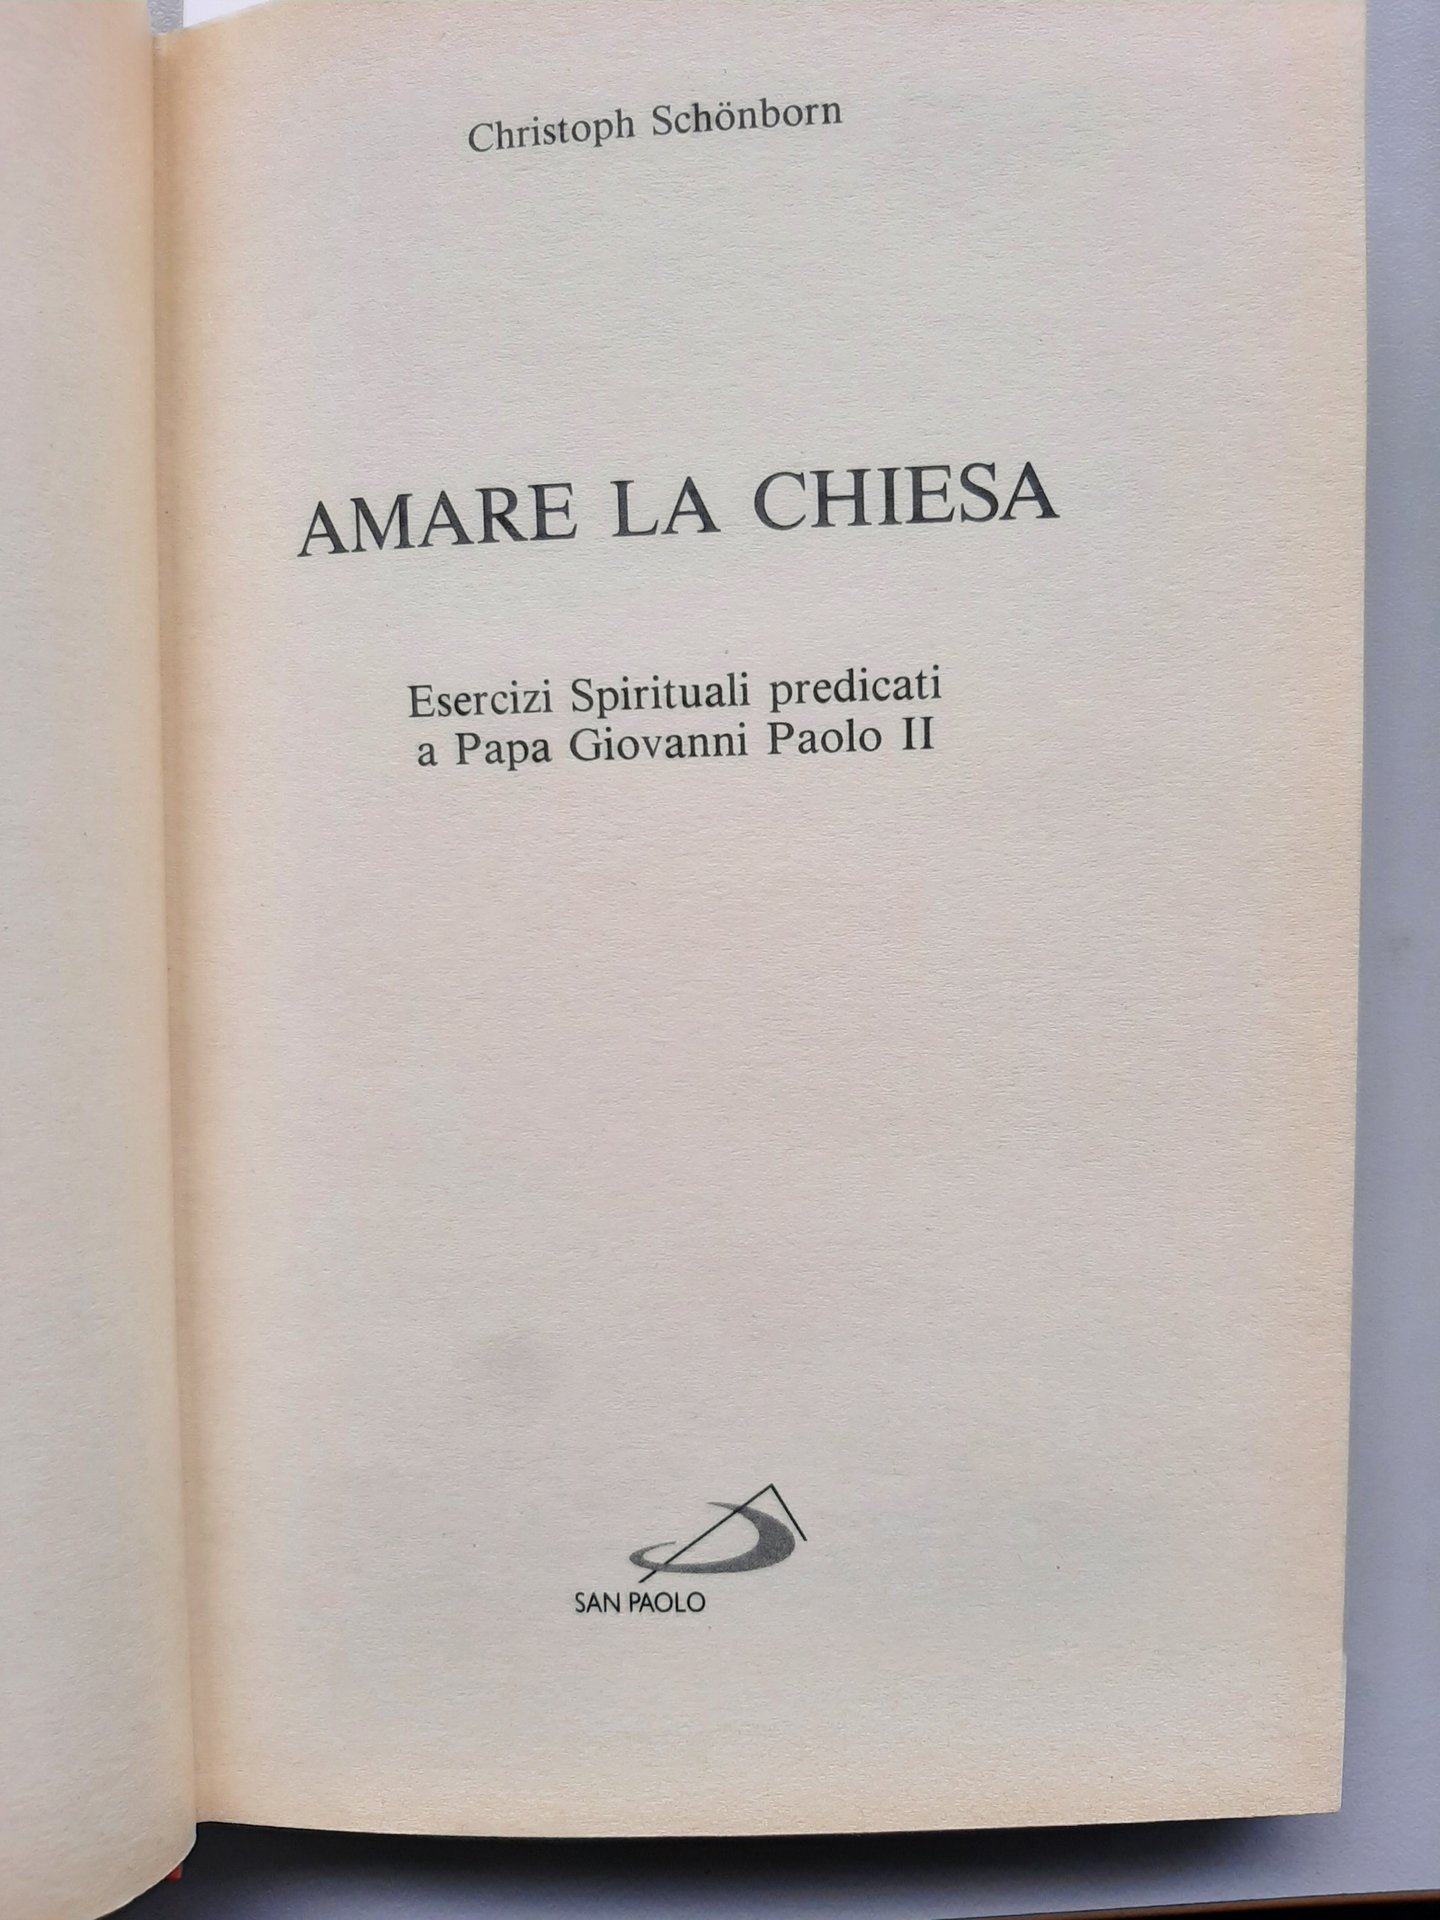 Christoph Schönborn
AMARE LA CHIESA
Esercizi Spirituali predicati
a Papa Giovanni Paolo II
SAN PAOLO